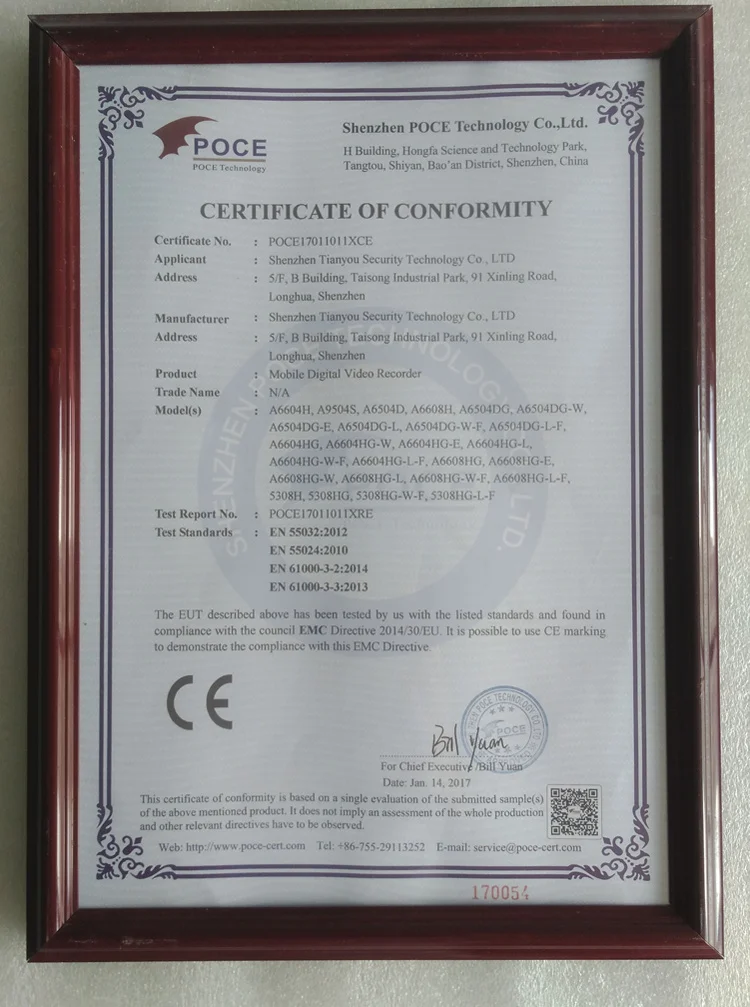 POCE
POCE Technology
Shenzhen POCE Technology Co.,Ltd.
H Building, Hongfa Science and Technology Park,
Tangtou, Shiyan, Bao'an District, Shenzhen, China
CERTIFICATE OF CONFORMITY
Certificate No. : POCE17011011XCE
Applicant : Shenzhen Tianyou Security Technology Co., LTD
Address : 5/F, B Building, Taisong Industrial Park, 91 Xinling Road,
Longhua, Shenzhen
Manufacturer : Shenzhen Tianyou Security Technology Co., LTD
Address : 5/F, B Building, Taisong Industrial Park, 91 Xinling Road,
Longhua, Shenzhen
Product : Mobile Digital Video Recorder
Trade Name : N/A
Model(s) : A6604H, A9504S, A6504D, A6608H, A6504DG, A6504DG-W,
A6504DG-E, A6504DG-L, A6504DG-W-F, A6504DG-L-F,
A6604HG, A6604HG-W, A6604HG-E, A6604HG-L,
A6604HG-W-F, A6604HG-L-F, A6608HG, A6608HG-E,
A6608HG-W, A6608HG-L, A6608HG-W-F, A6608HG-L-F,
5308H, 5308HG, 5308HG-W-F, 5308HG-L-F
Test Report No. : POCE17011011XRE
Test Standards : EN 55032:2012
EN 55024:2010
EN 61000-3-2:2014
EN 61000-3-3:2013
The EUT described above has been tested by us with the listed standards and found in
compliance with the council EMC Directive 2014/30/EU. It is possible to use CE marking
to demonstrate the compliance with this EMC Directive.
CE
Bill Yuan
POCE
For Chief Executive /Bill Yuan
Date: Jan. 14, 2017
This certificate of conformity is based on a single evaluation of the submitted sample(s)
of the above mentioned product. It does not imply an assessment of the whole production
and other relevant directives have to be observed.
Web: http://www.poce-cert.com Tel: +86-755-29113252 E-mail: service@poce-cert.com
170054